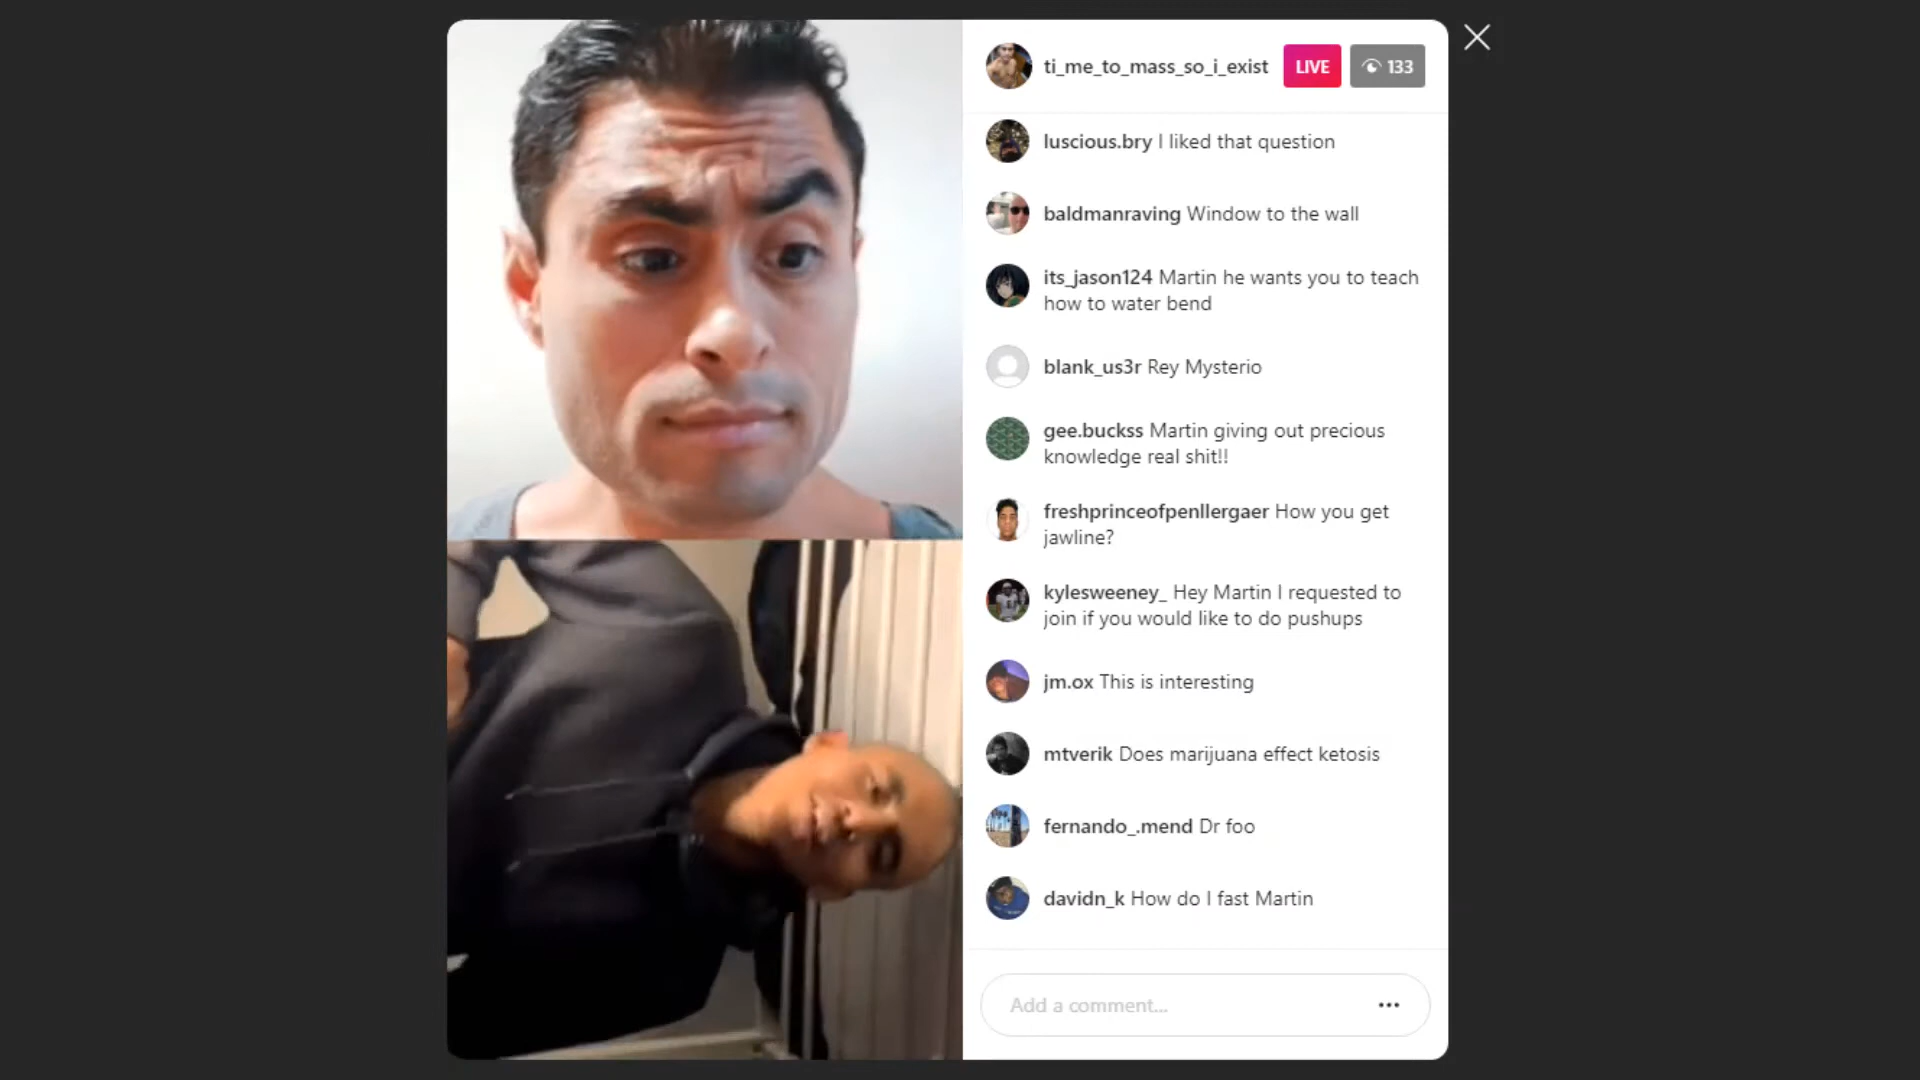 ti_me_to_mass_so_i_exist LIVE 133
luscious.bry I liked that question
baldmanraving Window to the wall
its_jason124 Martin he wants you to teach
how to water bend
blank_us3r Rey Mysterio
gee.buckss Martin giving out precious
knowledge real shit!!
freshprinceofpenllergaer How you get
jawline?
kylesweeney_ Hey Martin I requested to
join if you would like to do pushups
jm.ox This is interesting
mtverik Does marijuana effect ketosis
fernando_.mend Dr foo
davidn_k How do I fast Martin
Add a comment...